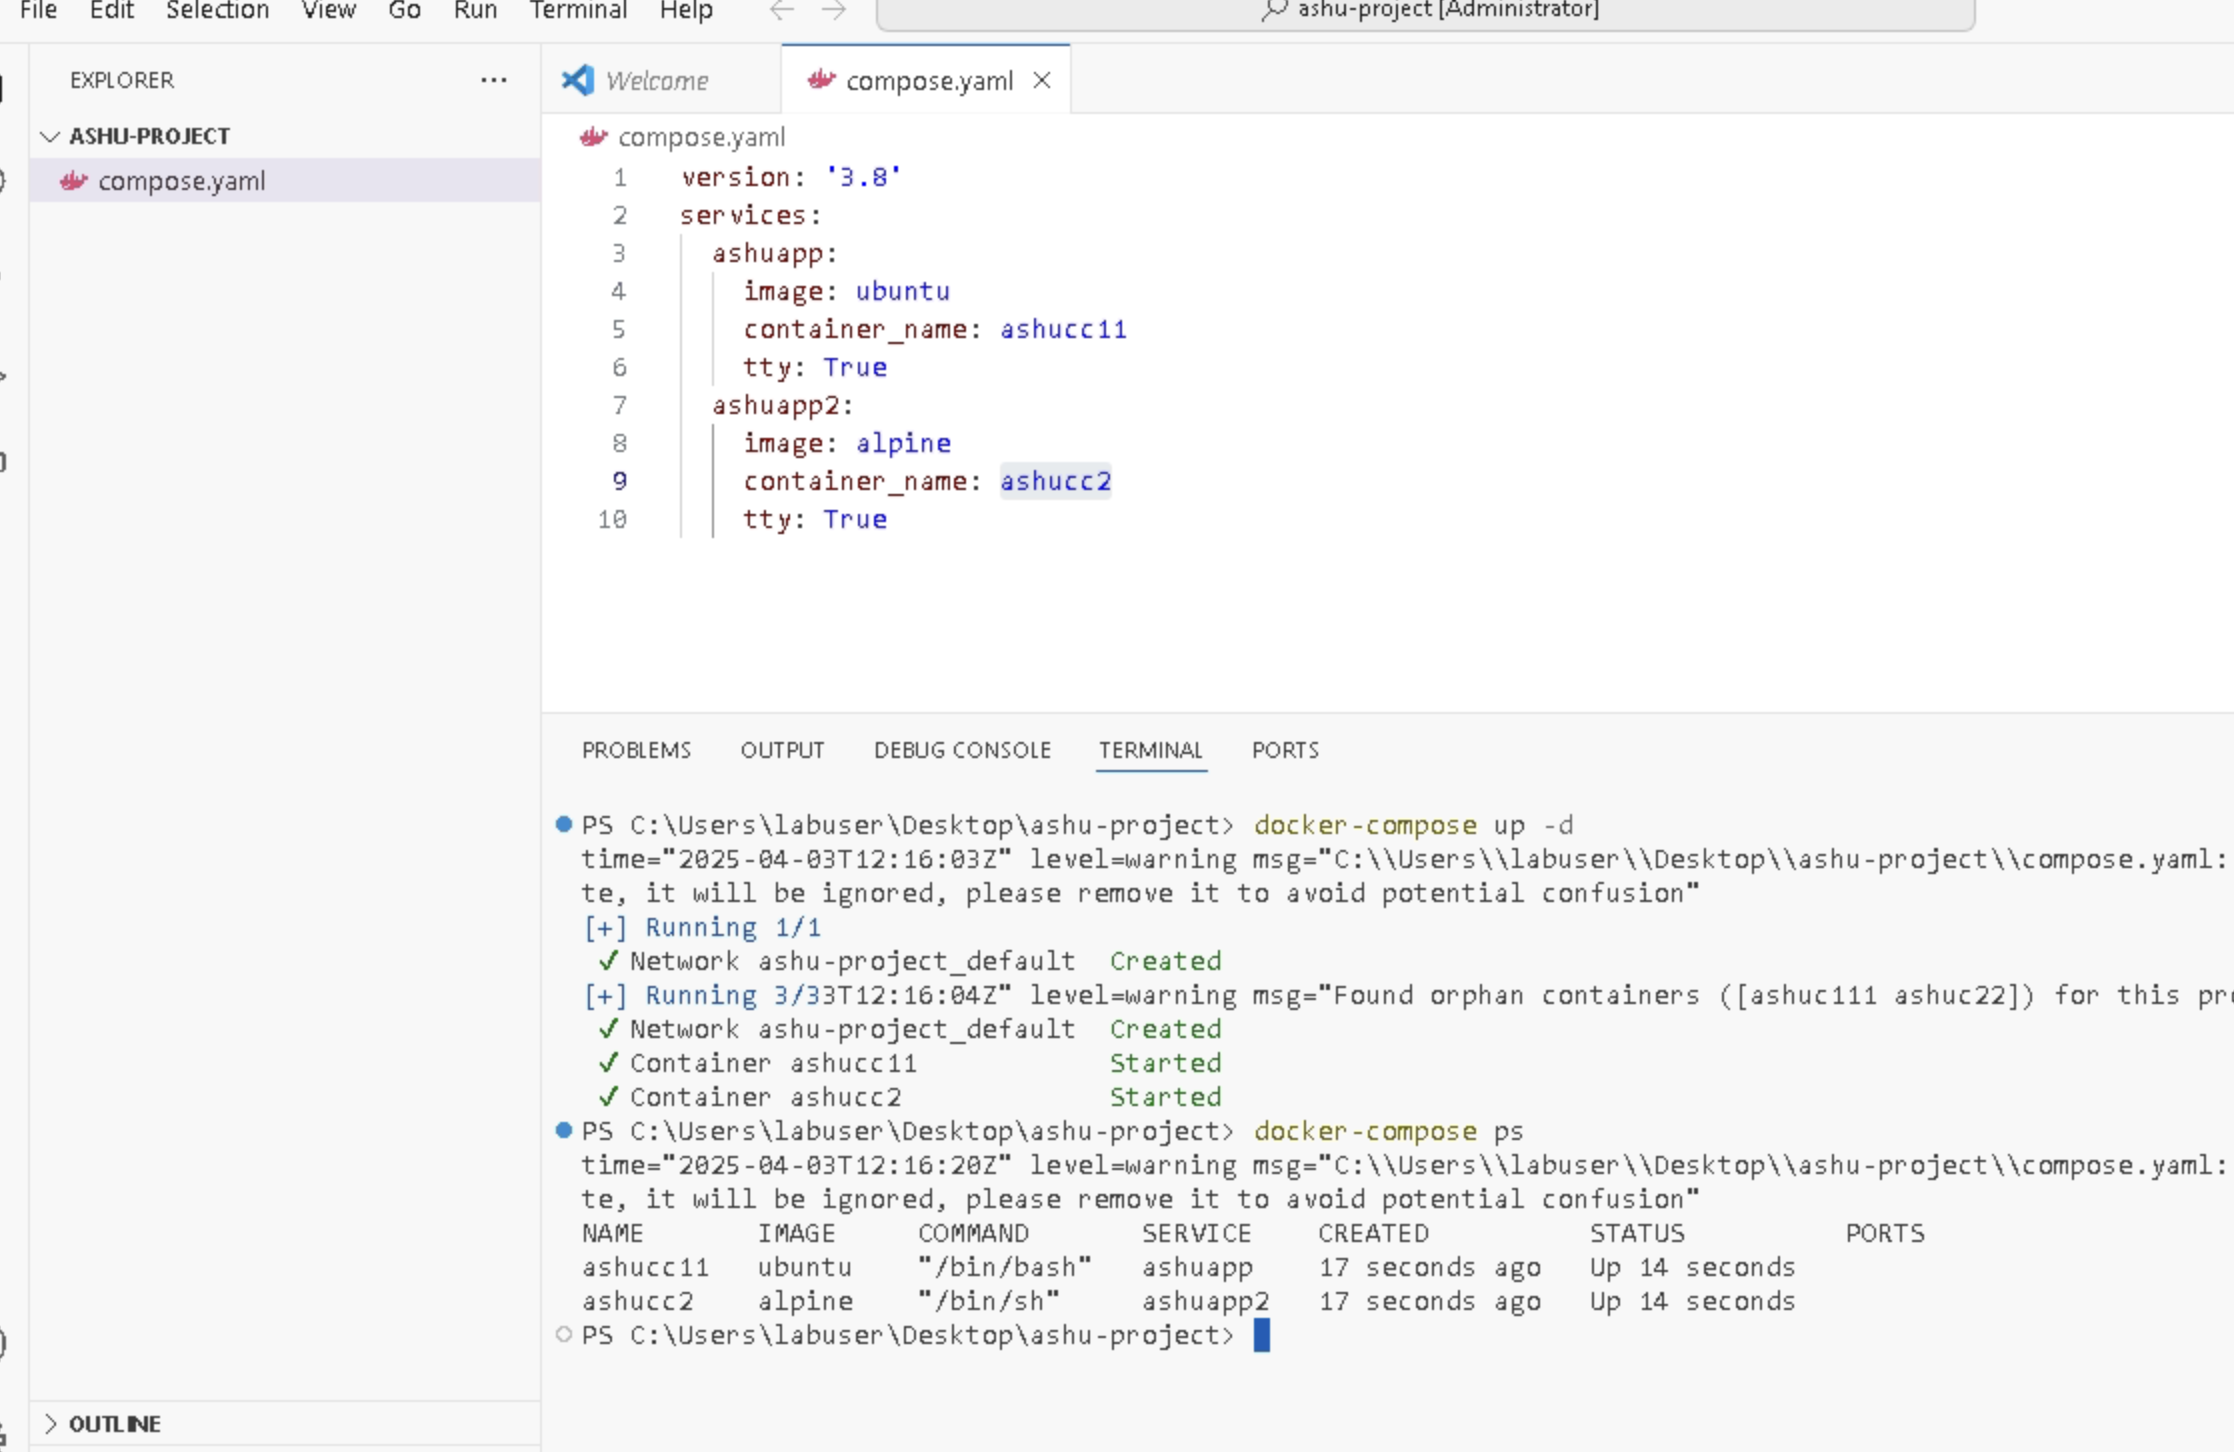 File Edit Selection View Go Run Terminal Help
ashu-project [Administrator]
EXPLORER
ASHU-PROJECT
compose.yaml
OUTLINE
Welcome
compose.yaml
compose.yaml
1 version: '3.8'
2 services:
3 ashuapp:
4 image: ubuntu
5 container_name: ashucc11
6 tty: True
7 ashuapp2:
8 image: alpine
9 container_name: ashucc2
10 tty: True
PROBLEMS OUTPUT DEBUG CONSOLE TERMINAL PORTS
PS C:\Users\labuser\Desktop\ashu-project> docker-compose up -d
time="2025-04-03T12:16:03Z" level=warning msg="C:\\Users\\labuser\\Desktop\\ashu-project\\compose.yaml:
te, it will be ignored, please remove it to avoid potential confusion"
[+] Running 1/1
✓ Network ashu-project_default Created
[+] Running 3/33T12:16:04Z" level=warning msg="Found orphan containers ([ashuc111 ashuc22]) for this
✓ Network ashu-project_default Created
✓ Container ashucc11 Started
✓ Container ashucc2 Started
PS C:\Users\labuser\Desktop\ashu-project> docker-compose ps
time="2025-04-03T12:16:20Z" level=warning msg="C:\\Users\\labuser\\Desktop\\ashu-project\\compose.yaml:
te, it will be ignored, please remove it to avoid potential confusion"
NAME IMAGE COMMAND SERVICE CREATED STATUS PORTS
ashucc11 ubuntu "/bin/bash" ashuapp 17 seconds ago Up 14 seconds
ashucc2 alpine "/bin/sh" ashuapp2 17 seconds ago Up 14 seconds
PS C:\Users\labuser\Desktop\ashu-project>